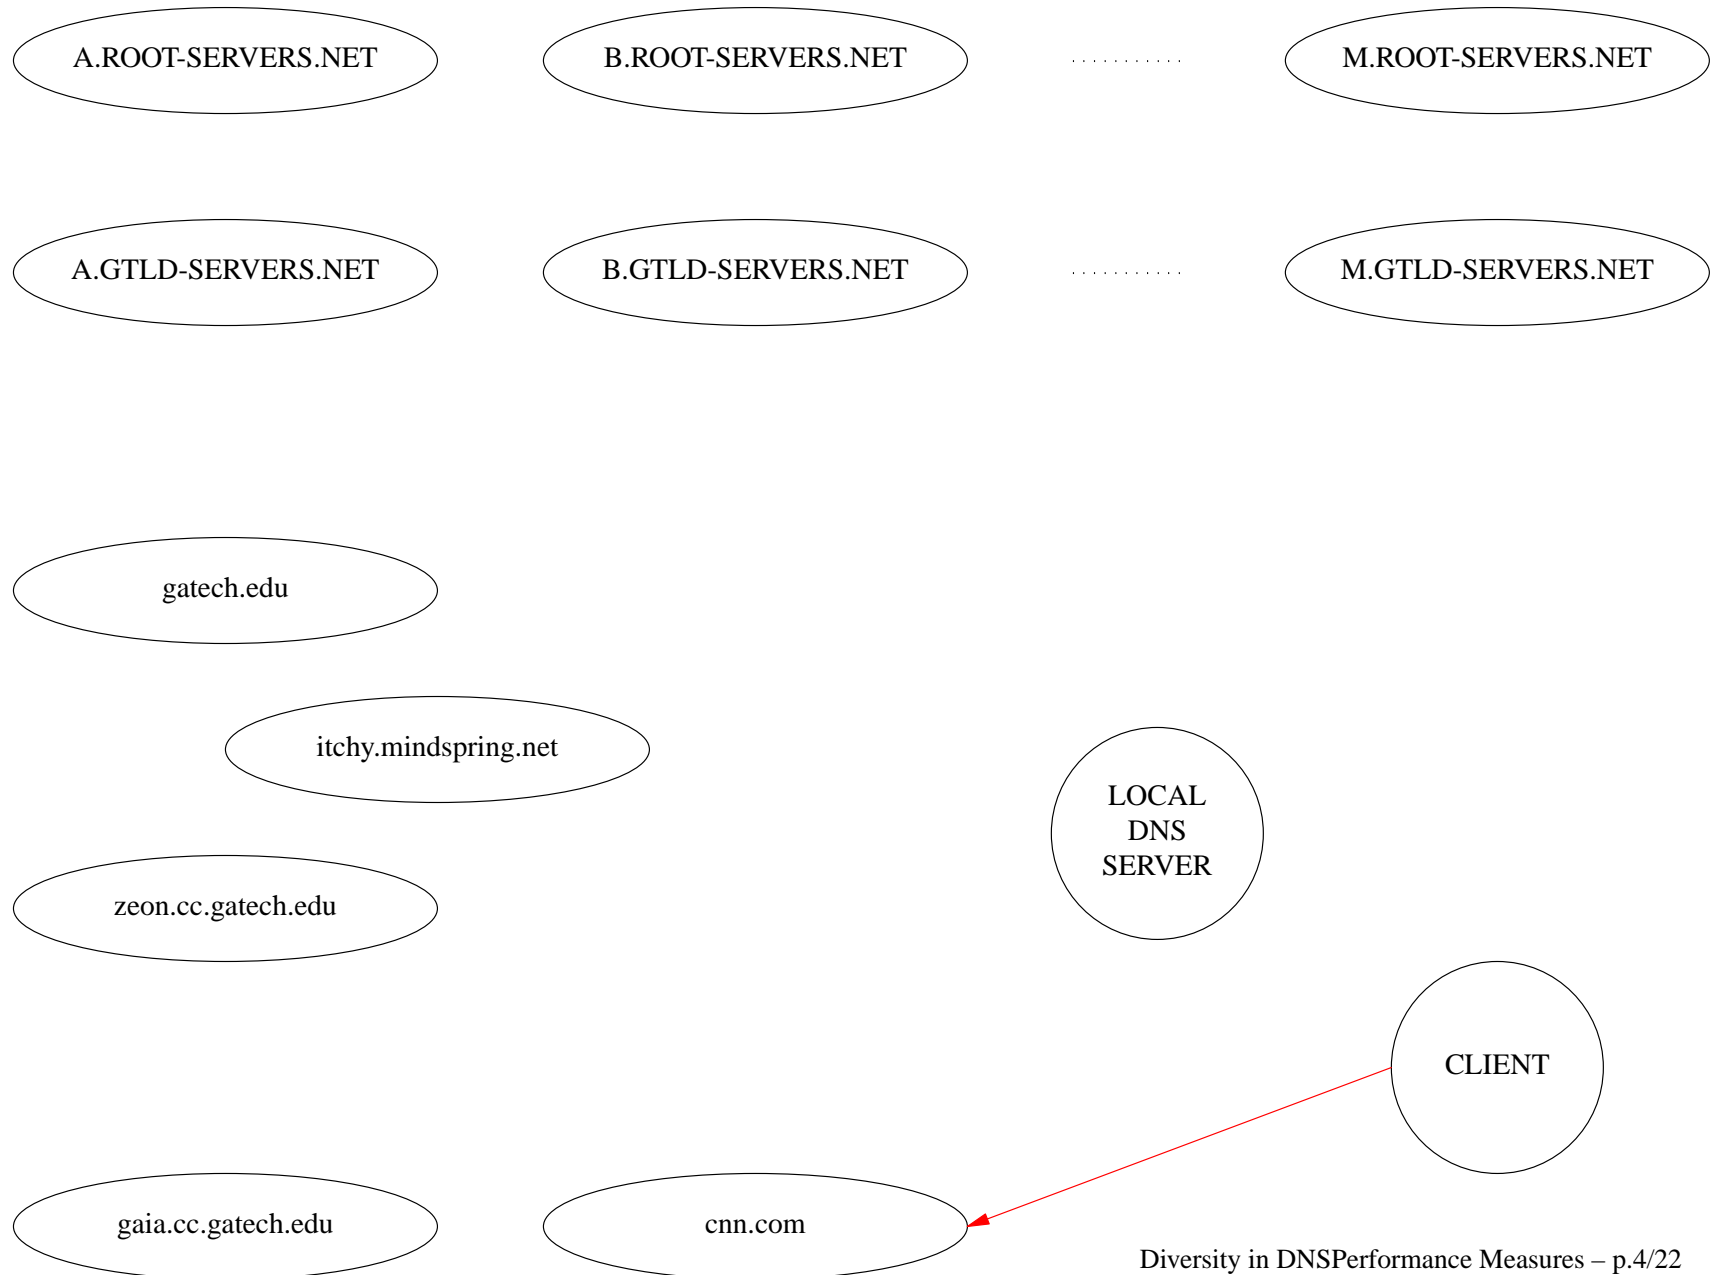 A.ROOT-SERVERS.NET
B.ROOT-SERVERS.NET
...........
M.ROOT-SERVERS.NET
A.GTLD-SERVERS.NET
B.GTLD-SERVERS.NET
...........
M.GTLD-SERVERS.NET
gatech.edu
itchy.mindspring.net
LOCAL
DNS
SERVER
zeon.cc.gatech.edu
CLIENT
gaia.cc.gatech.edu
cnn.com
Diversity in DNSPerformance Measures – p.4/22